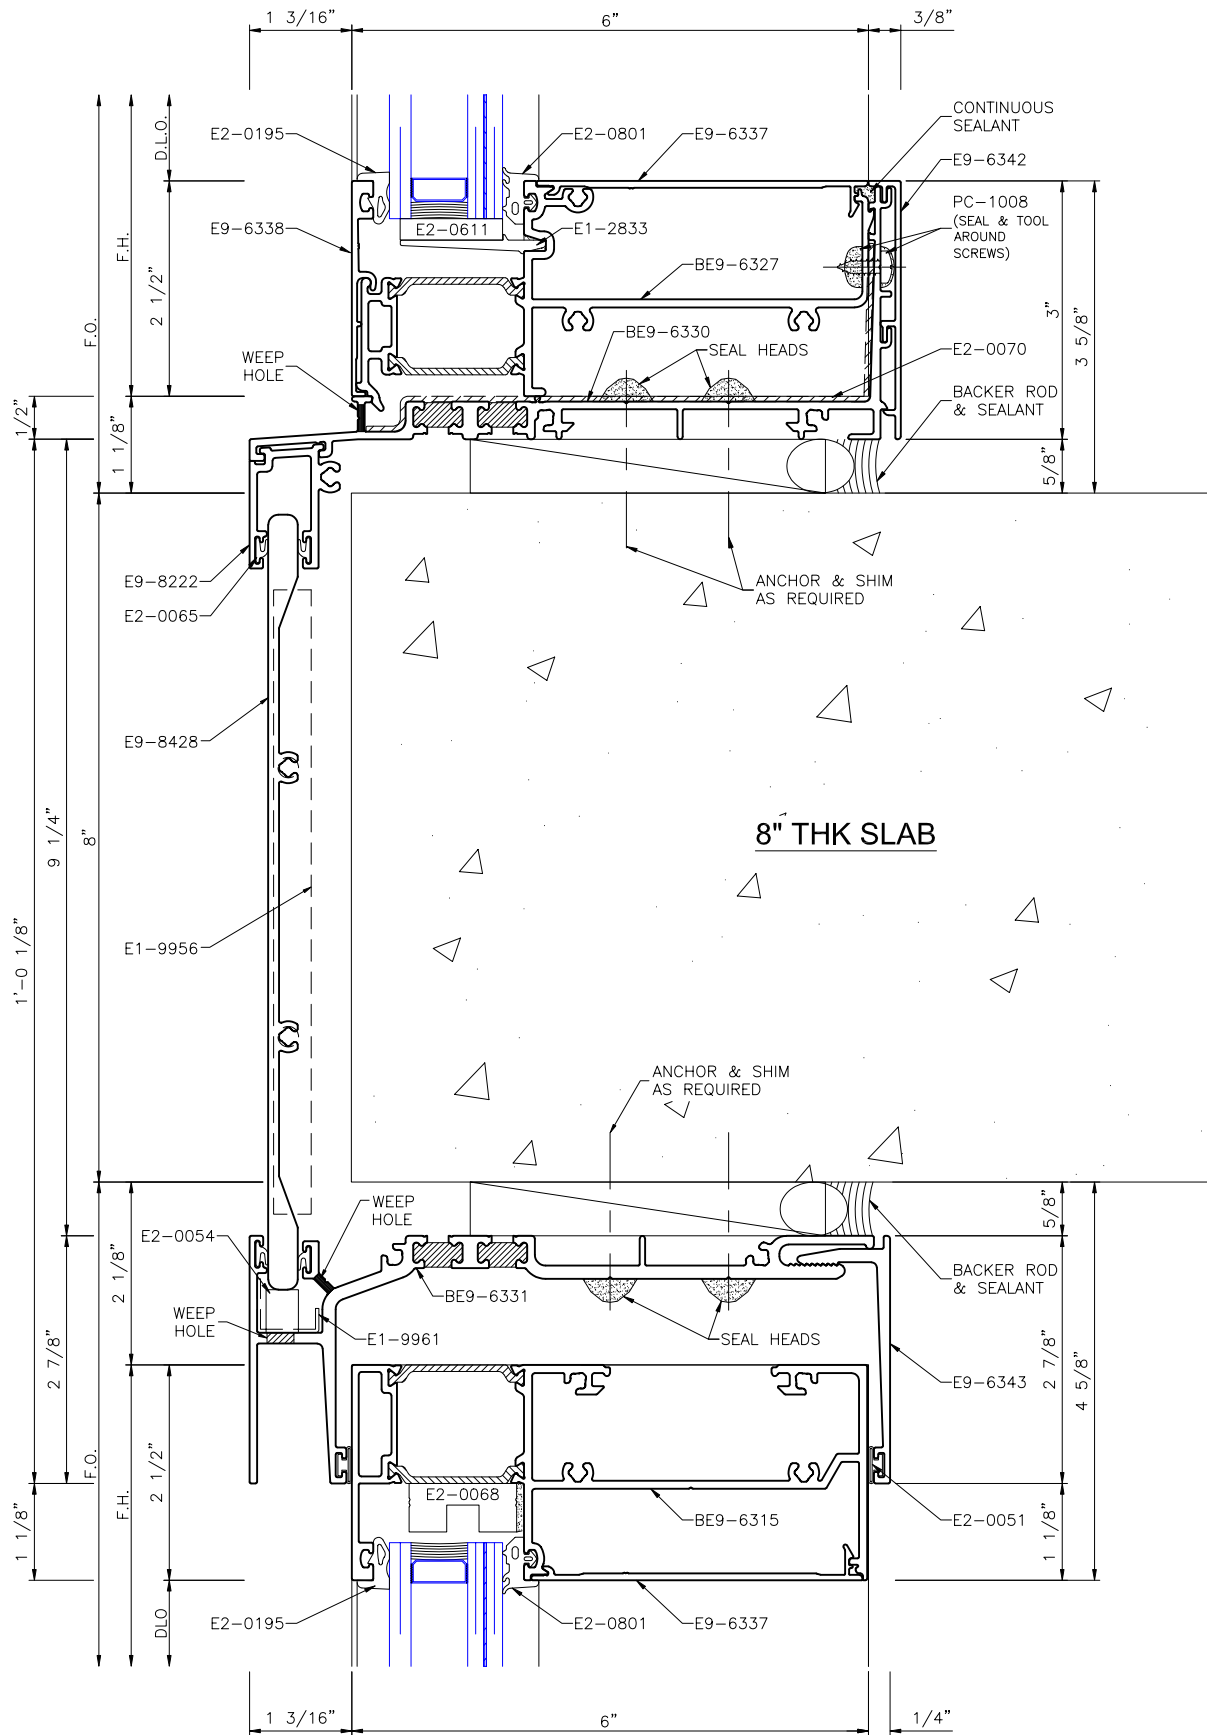 1 3/16"
6"
3/8"
CONTINUOUS
SEALANT
E2-0195
E2-0801
E9-6337
E9-6342
D.L.O.
PC-1008
(SEAL & TOOL
AROUND
SCREWS)
E9-6338
E2-0611
E1-2833
F.H.
2 1/2"
BE9-6327
3"
F.O.
3 5/8"
BE9-6330
SEAL HEADS
E2-0070
WEEP
HOLE
BACKER ROD
& SEALANT
1/2"
1 1/8"
5/8"
E9-8222
ANCHOR & SHIM
AS REQUIRED
E2-0065
E9-8428
9 1/4"
8"
8" THK SLAB
1'-0 1/8"
E1-9956
ANCHOR & SHIM
AS REQUIRED
WEEP
HOLE
E2-0054
5/8"
2 1/8"
BACKER ROD
& SEALANT
BE9-6331
WEEP
HOLE
E1-9961
SEAL HEADS
2 7/8"
2 7/8"
E9-6343
4 5/8"
F.O.
F.H.
2 1/2"
E2-0068
BE9-6315
E2-0051
1 1/8"
1 1/8"
DLO
E2-0195
E2-0801
E9-6337
1 3/16"
6"
1/4"